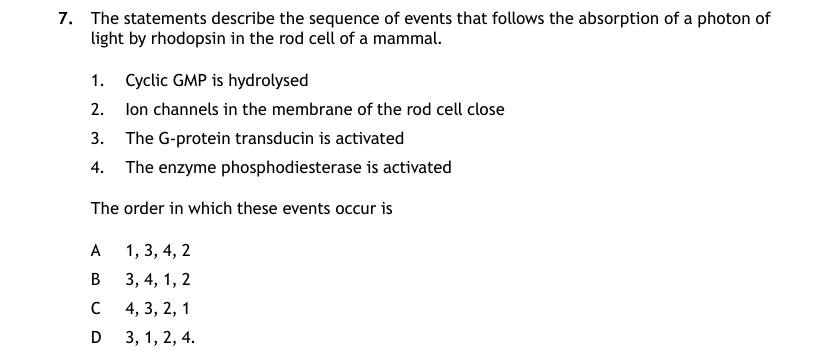 7. The statements describe the sequence of events that follows the absorption of a photon of
light by rhodopsin in the rod cell of a mammal.
1. Cyclic GMP is hydrolysed
2. Ion channels in the membrane of the rod cell close
3. The G-protein transducin is activated
4. The enzyme phosphodiesterase is activated
The order in which these events occur is
A 1, 3, 4, 2
B 3, 4, 1, 2
C 4, 3, 2, 1
D 3, 1, 2, 4.